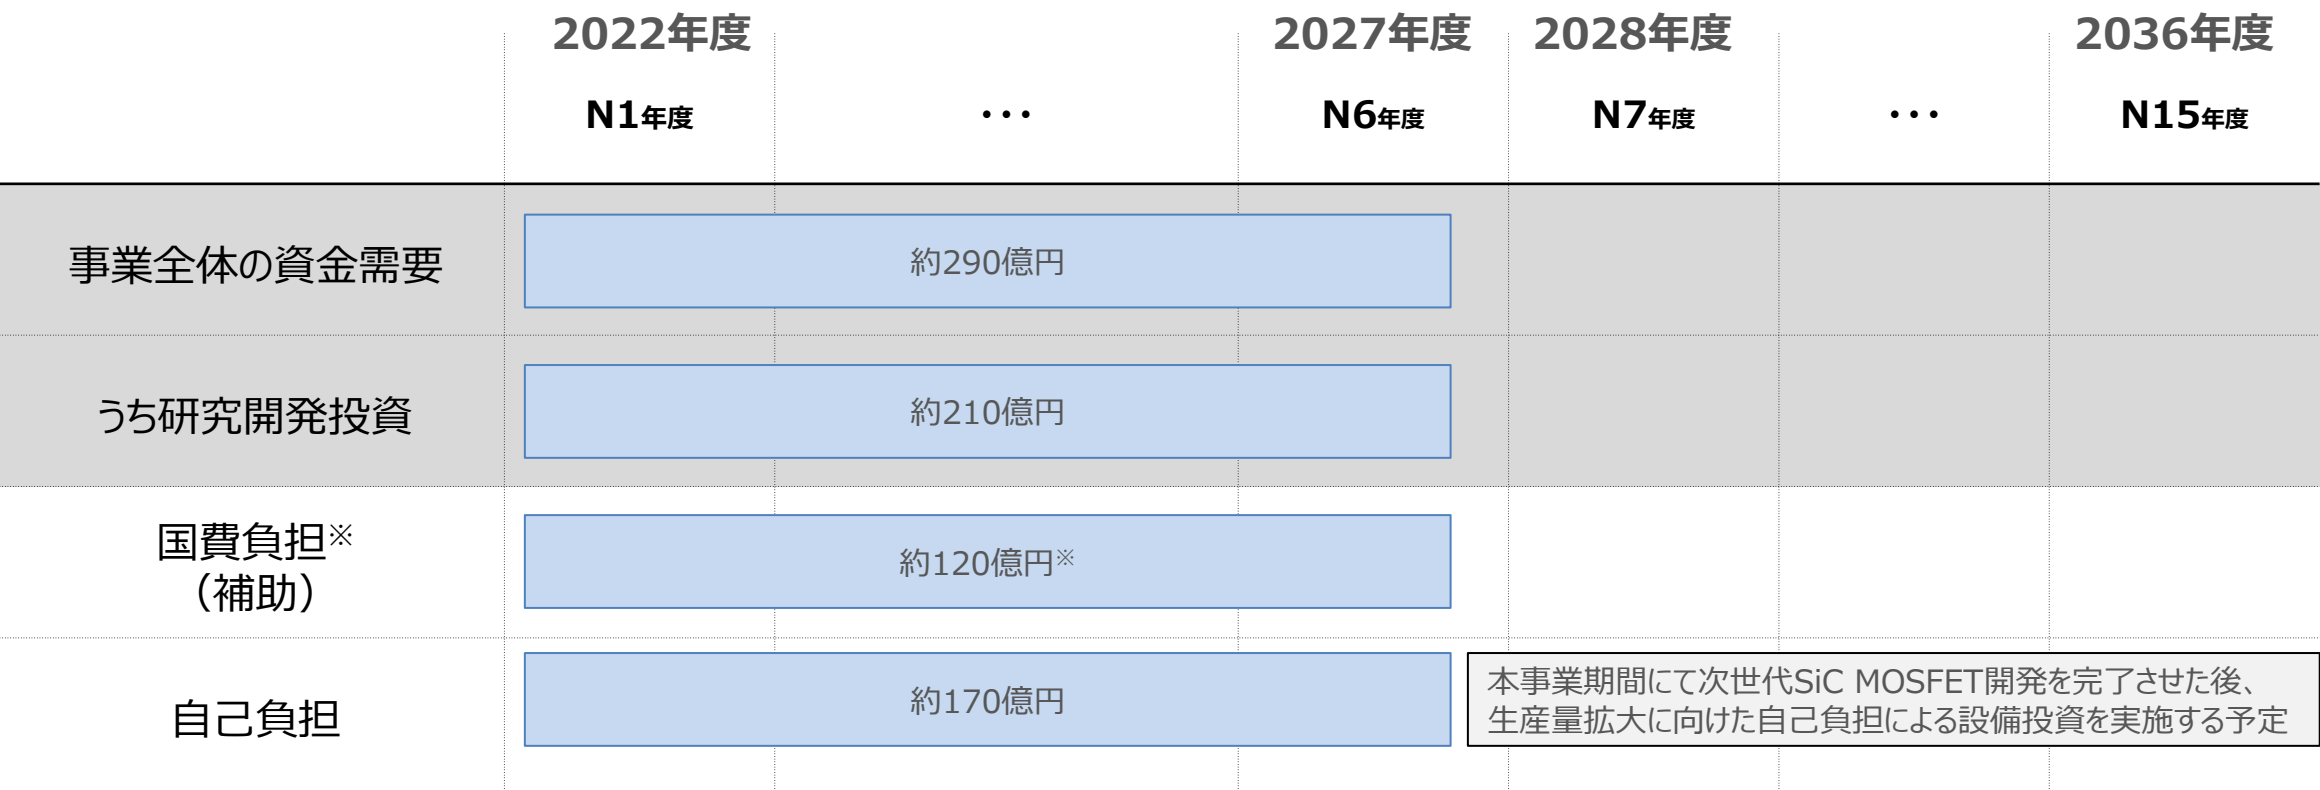 2022年度 2027年度 2028年度 2036年度
N1年度 ・・・ N6年度 N7年度 ・・・ N15年度
事業全体の資金需要 約290億円
うち研究開発投資 約210億円
国費負担※
（補助）
約120億円※
自己負担 約170億円
本事業期間にて次世代SiC MOSFET開発を完了させた後、
生産量拡大に向けた自己負担による設備投資を実施する予定